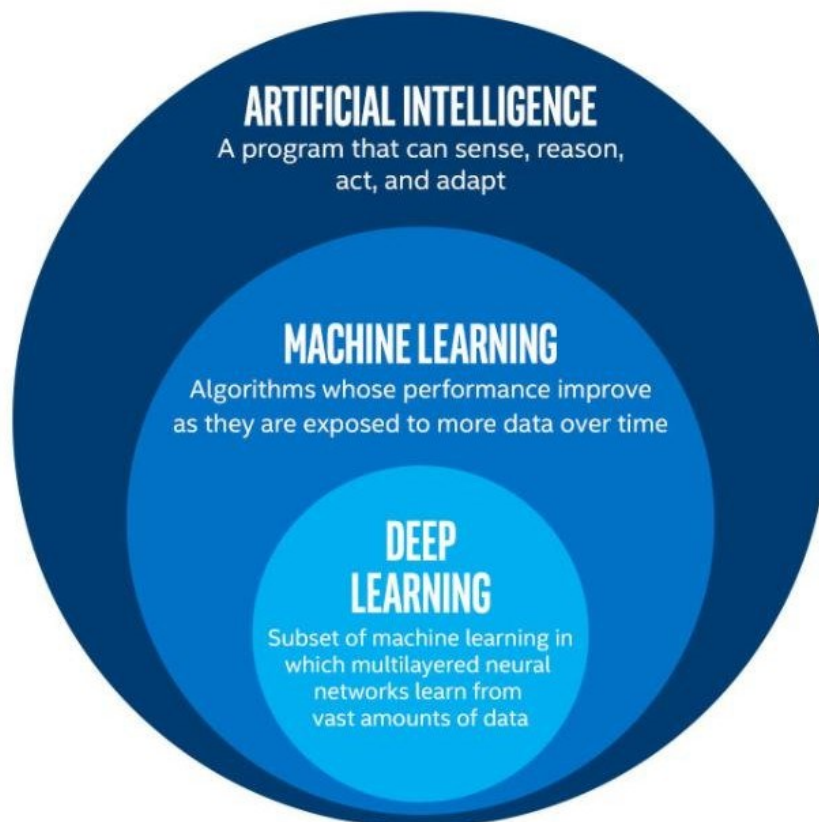 ARTIFICIAL INTELLIGENCE
A program that can sense, reason,
act, and adapt
MACHINE LEARNING
Algorithms whose performance improve
as they are exposed to more data over time
DEEP
LEARNING
Subset of machine learning in
which multilayered neural
networks learn from
vast amounts of data